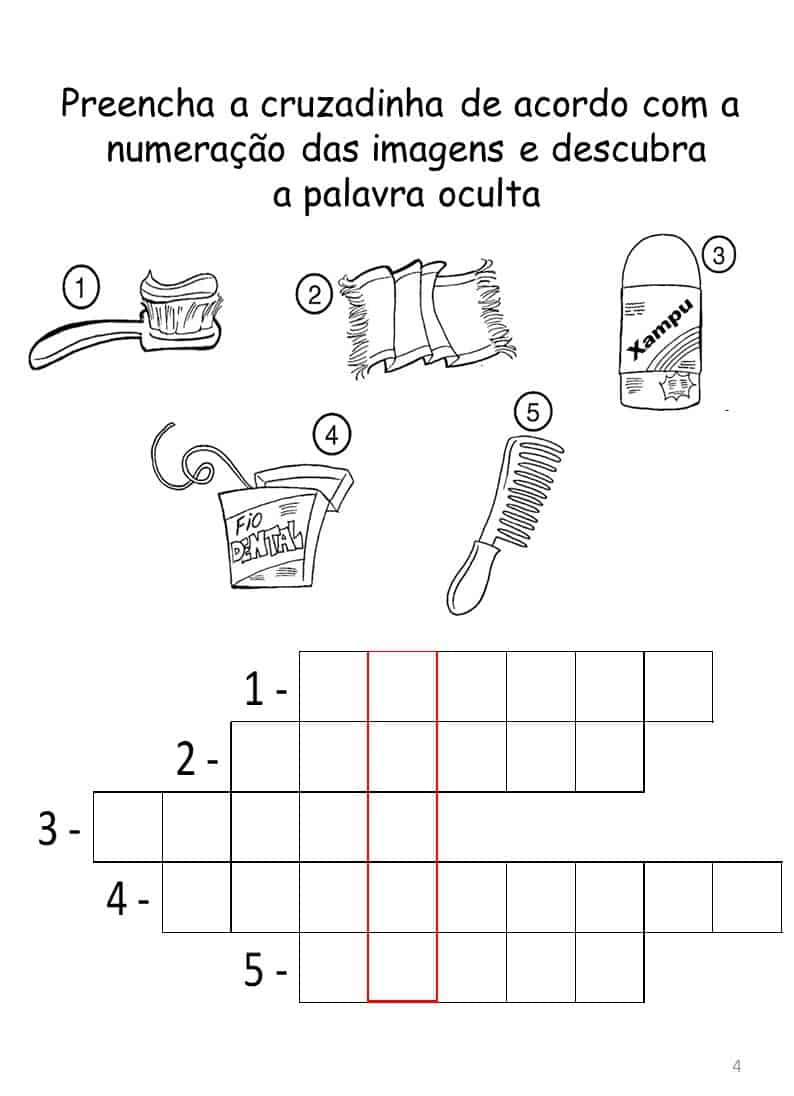 Preencha a cruzadinha de acordo com a
numeração das imagens e descubra
a palavra oculta
1
2
3
Xampu
4
5
Fio
DENTAL
1 -
2 -
3 -
4 -
5 -
4